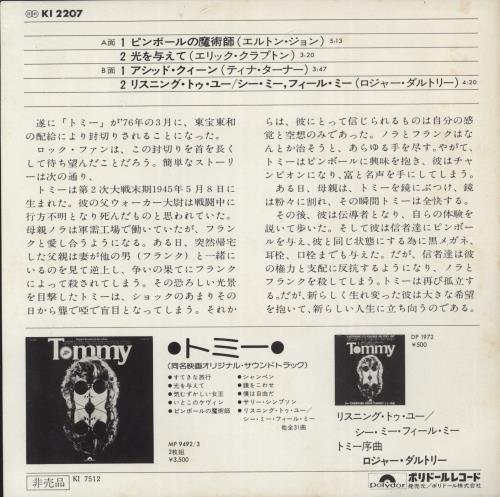 KI 2207
A面 1 ピンボールの魔術師（エルトン・ジョン）5:13
2 光を与えて（エリック・クラプトン）3:20
B面 1 アシッド・クィーン（ティナ・ターナー）3:47
2 リスニング・トゥ・ユー/シー・ミー,フィール・ミー（ロジャー・ダルトリー）4:20
遂に「トミー」が'76年の3月に、東宝東和
の配給により封切りされることになった。
ロック・ファンは、この封切りを首を長く
して待ち望んだことだろう。簡単なストーリ
ーは次の通り、
トミーは第2次大戦末期1945年5月8日に
生まれた。彼の父ウォーカー大尉は戦闘中に
行方不明となり死んだものと思われていた。
母親ノラは軍需工場で働いていたが、フラン
クと愛し合うようになる。ある日、突然帰宅
した父親は妻が他の男（フランク）と一緒に
いるのを見て逆上し、争いの果てにフランク
によって殺されてしまう。その恐ろしい光景
を目撃したトミーは、ショックのあまりその
日から聾で啞で盲目となってしまう。それか
らは、彼にとって信じられるものは自分の感
覚と空想のみであった。ノラとフランクはな
んとか治そうと、あらゆる手を尽す。やがて、
トミーはピンボールに興味を抱き、彼はチャ
ンピオンになり、富と名声を手にしてしまう。
ある日、母親は、トミーを鏡にぶつけ、鏡
は粉々に割れ、その瞬間トミーは全快する。
その後、彼は伝導者となり、自らの体験を
説いて歩いた。そして彼は信者達にピンボー
ルを与え、彼と同じ状態にする為に黒メガネ、
耳栓、口栓までも与えた。だが、信者達は彼
の権力と支配に反抗するようになり、ノラと
フランクを殺してしまう。トミーは再び孤立す
る。だが、新らしく生れ変った彼は大きな希望
を抱いて、新らしい人生に立ち向うのである。
Tommy
●トミー●
（同名映画オリジナル・サウンドトラック）
●すてきな旅行
●光を与えて
●気むずかしい女王
●いとこのケヴィン
●ピンボールの魔術師
●シャンペン
●鏡をこわせ
●僕は自由だ
●サリー・シンプソン
●リスニング・トゥ・ユー/
シー・ミー・フィール・ミー
他全31曲
MP 9492/3
2枚組
¥3,500
Tommy
DP 1972
¥500
リスニング・トゥ・ユー/
シー・ミー・フィール・ミー
トミー序曲
ロジャー・ダルトリー
非売品 KI 7512
polydor ポリドールレコード
発売元/ポリドール株式会社